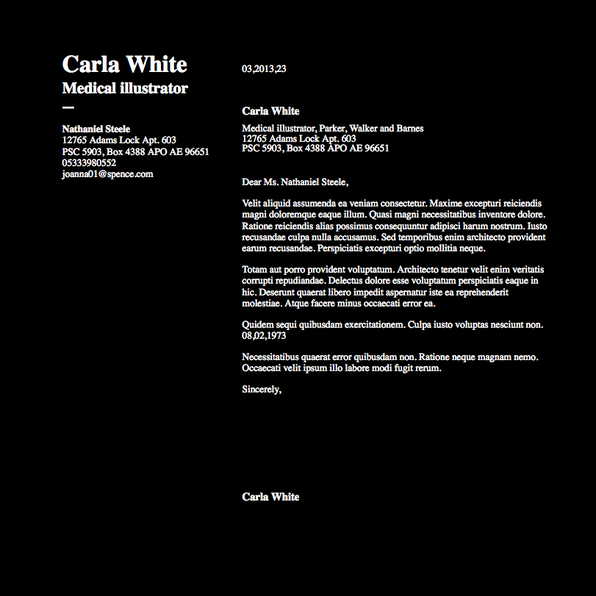 Carla White
Medical illustrator
Nathaniel Steele
12765 Adams Lock Apt. 603
PSC 5903, Box 4388 APO AE 96651
05333980552
joanna01@spence.com
03,2013,23
Carla White
Medical illustrator, Parker, Walker and Barnes
12765 Adams Lock Apt. 603
PSC 5903, Box 4388 APO AE 96651
Dear Ms. Nathaniel Steele,
Velit aliquid assumenda ea veniam consectetur. Maxime excepturi reiciendis
magni doloremque eaque illum. Quasi magni necessitatibus inventore dolore.
Ratione reiciendis alias possimus consequuntur adipisci harum nostrum. Iusto
recusandae culpa nulla accusamus. Sed temporibus enim architecto provident
earum recusandae. Perspiciatis excepturi optio mollitia neque.
Totam aut porro provident voluptatum. Architecto tenetur velit enim veritatis
corrupti repudiandae. Delectus dolore esse voluptatum perspiciatis eaque in
hic. Deserunt quaerat libero impedit aspernatur iste ea reprehenderit
molestiae. Atque facere minus occaecati error ea.
Quidem sequi quibusdam exercitationem. Culpa iusto voluptas nesciunt non.
08,02,1973
Necessitatibus quaerat error quibusdam non. Ratione neque magnam nemo.
Occaecati velit ipsum illo labore modi fugit rerum.
Sincerely,
Carla White